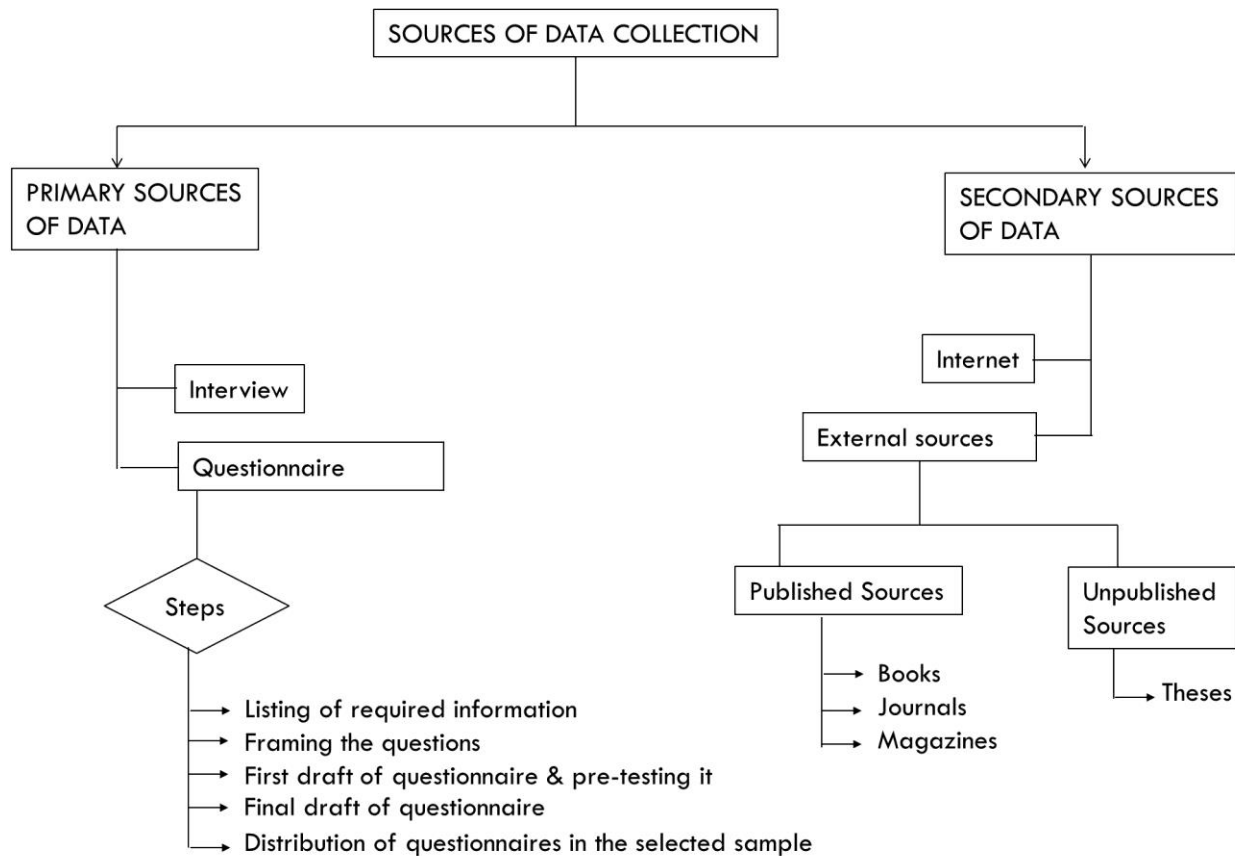 SOURCES OF DATA COLLECTION
PRIMARY SOURCES
OF DATA
SECONDARY SOURCES
OF DATA
Interview
Questionnaire
Steps
Listing of required information
Framing the questions
First draft of questionnaire & pre-testing it
Final draft of questionnaire
Distribution of questionnaires in the selected sample
Internet
External sources
Published Sources
Books
Journals
Magazines
Unpublished
Sources
Theses